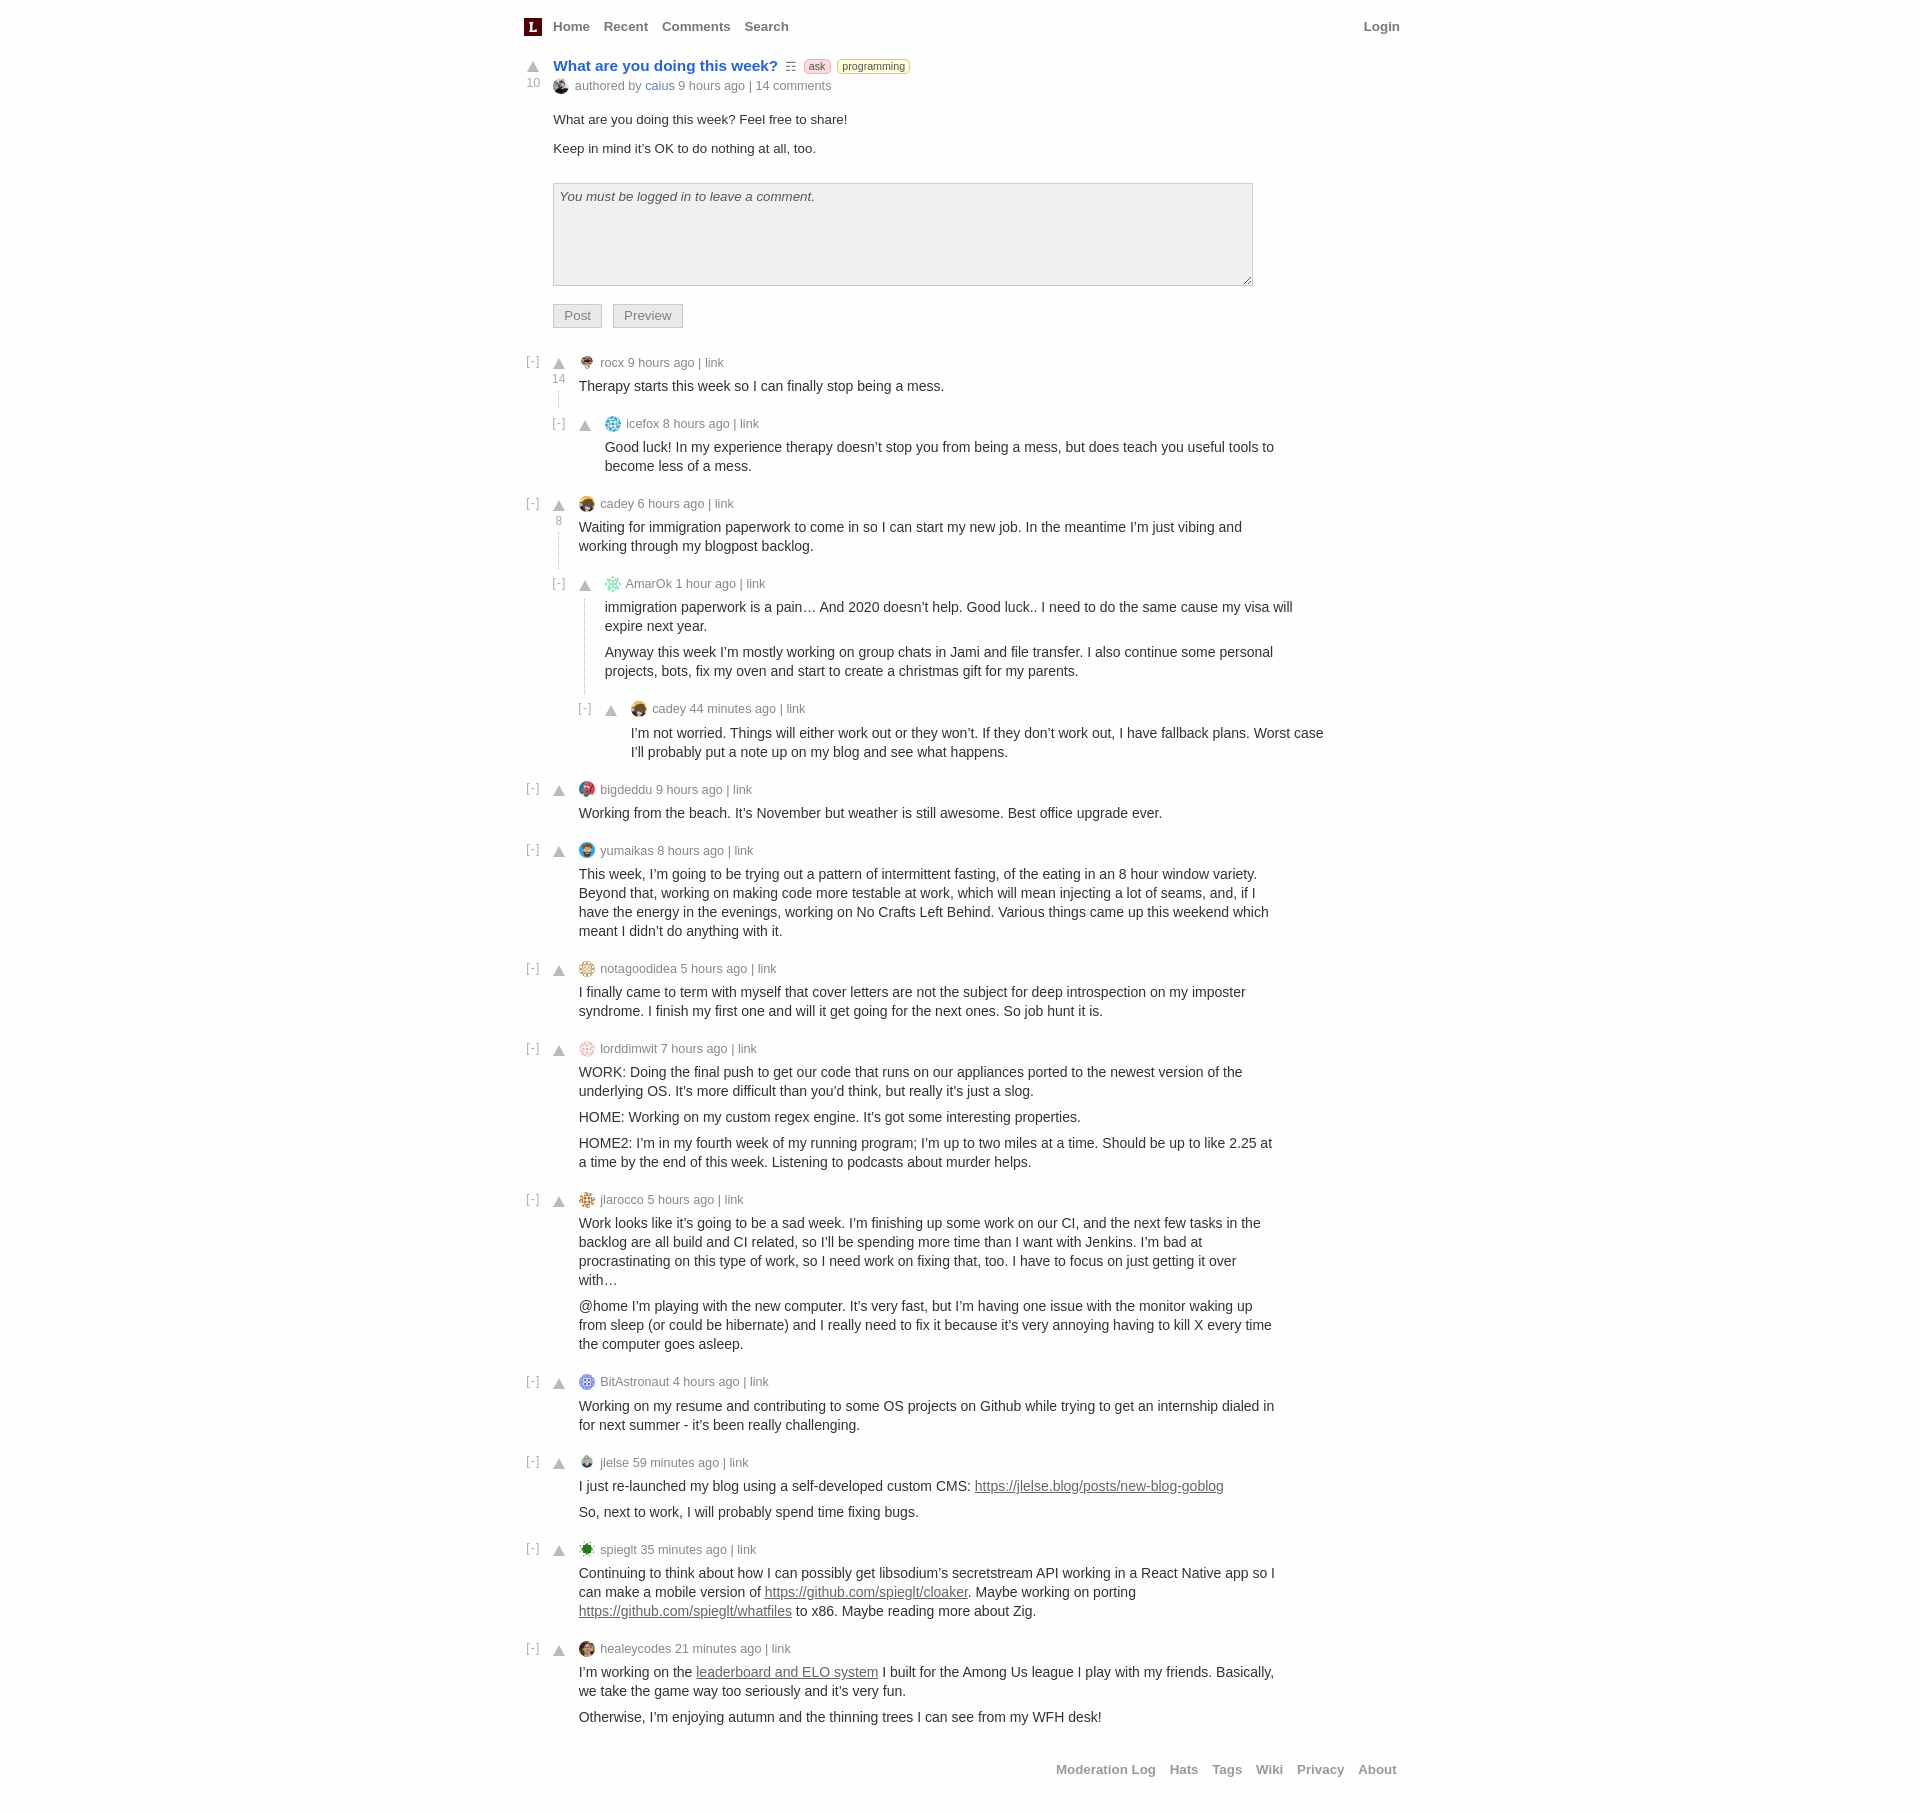 L Home Recent Comments Search Login
What are you doing this week? ☶ ask programming
10
authored by caius 9 hours ago | 14 comments
What are you doing this week? Feel free to share!
Keep in mind it’s OK to do nothing at all, too.
You must be logged in to leave a comment.
Post Preview
[-] rocx 9 hours ago | link
14
Therapy starts this week so I can finally stop being a mess.
[-] icefox 8 hours ago | link
Good luck! In my experience therapy doesn’t stop you from being a mess, but does teach you useful tools to
become less of a mess.
[-] cadey 6 hours ago | link
8
Waiting for immigration paperwork to come in so I can start my new job. In the meantime I’m just vibing and
working through my blogpost backlog.
[-] AmarOk 1 hour ago | link
immigration paperwork is a pain… And 2020 doesn’t help. Good luck.. I need to do the same cause my visa will
expire next year.
Anyway this week I’m mostly working on group chats in Jami and file transfer. I also continue some personal
projects, bots, fix my oven and start to create a christmas gift for my parents.
[-] cadey 44 minutes ago | link
I’m not worried. Things will either work out or they won’t. If they don’t work out, I have fallback plans. Worst case
I’ll probably put a note up on my blog and see what happens.
[-] bigdeddu 9 hours ago | link
Working from the beach. It’s November but weather is still awesome. Best office upgrade ever.
[-] yumaikas 8 hours ago | link
This week, I’m going to be trying out a pattern of intermittent fasting, of the eating in an 8 hour window variety.
Beyond that, working on making code more testable at work, which will mean injecting a lot of seams, and, if I
have the energy in the evenings, working on No Crafts Left Behind. Various things came up this weekend which
meant I didn’t do anything with it.
[-] notagoodidea 5 hours ago | link
I finally came to term with myself that cover letters are not the subject for deep introspection on my imposter
syndrome. I finish my first one and will it get going for the next ones. So job hunt it is.
[-] lorddimwit 7 hours ago | link
WORK: Doing the final push to get our code that runs on our appliances ported to the newest version of the
underlying OS. It’s more difficult than you’d think, but really it’s just a slog.
HOME: Working on my custom regex engine. It’s got some interesting properties.
HOME2: I’m in my fourth week of my running program; I’m up to two miles at a time. Should be up to like 2.25 at
a time by the end of this week. Listening to podcasts about murder helps.
[-] jlarocco 5 hours ago | link
Work looks like it’s going to be a sad week. I’m finishing up some work on our CI, and the next few tasks in the
backlog are all build and CI related, so I’ll be spending more time than I want with Jenkins. I’m bad at
procrastinating on this type of work, so I need work on fixing that, too. I have to focus on just getting it over
with…
@home I’m playing with the new computer. It’s very fast, but I’m having one issue with the monitor waking up
from sleep (or could be hibernate) and I really need to fix it because it’s very annoying having to kill X every time
the computer goes asleep.
[-] BitAstronaut 4 hours ago | link
Working on my resume and contributing to some OS projects on Github while trying to get an internship dialed in
for next summer - it’s been really challenging.
[-] jlelse 59 minutes ago | link
I just re-launched my blog using a self-developed custom CMS: https://jlelse.blog/posts/new-blog-goblog
So, next to work, I will probably spend time fixing bugs.
[-] spieglt 35 minutes ago | link
Continuing to think about how I can possibly get libsodium’s secretstream API working in a React Native app so I
can make a mobile version of https://github.com/spieglt/cloaker. Maybe working on porting
https://github.com/spieglt/whatfiles to x86. Maybe reading more about Zig.
[-] healeycodes 21 minutes ago | link
I’m working on the leaderboard and ELO system I built for the Among Us league I play with my friends. Basically,
we take the game way too seriously and it’s very fun.
Otherwise, I’m enjoying autumn and the thinning trees I can see from my WFH desk!
Moderation Log Hats Tags Wiki Privacy About